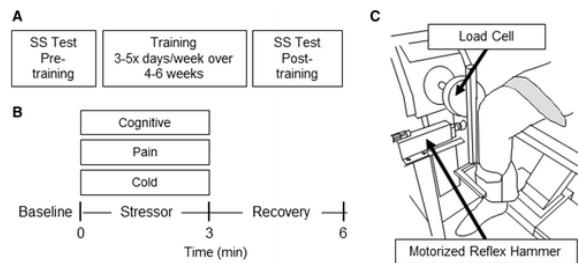 A
SS Test
Pre-
training
Training
3-5x days/week over
4-6 weeks
SS Test
Post-
training
B
Cognitive
Pain
Cold
Baseline
Stressor
Recovery
0
3
6
Time (min)
C
Load Cell
Motorized Reflex Hammer